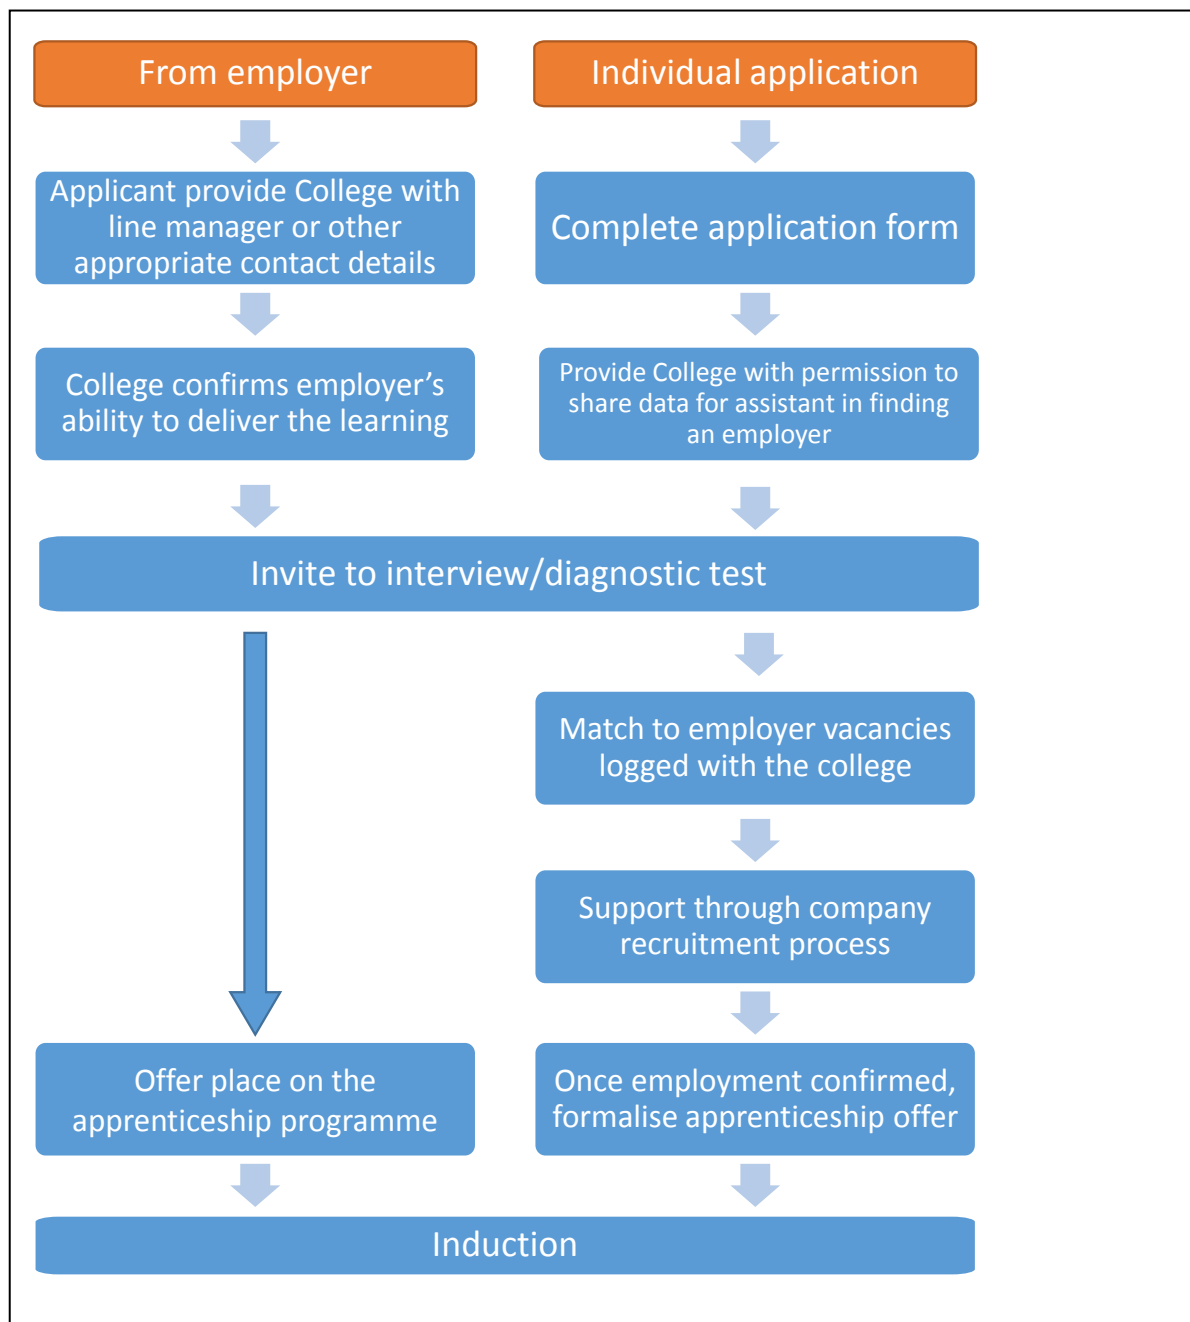 From employer
Individual application
Applicant provide College with
line manager or other
appropriate contact details
Complete application form
College confirms employer’s
ability to deliver the learning
Provide College with permission to
share data for assistant in finding
an employer
Invite to interview/diagnostic test
Match to employer vacancies
logged with the college
Support through company
recruitment process
Offer place on the
apprenticeship programme
Once employment confirmed,
formalise apprenticeship offer
Induction